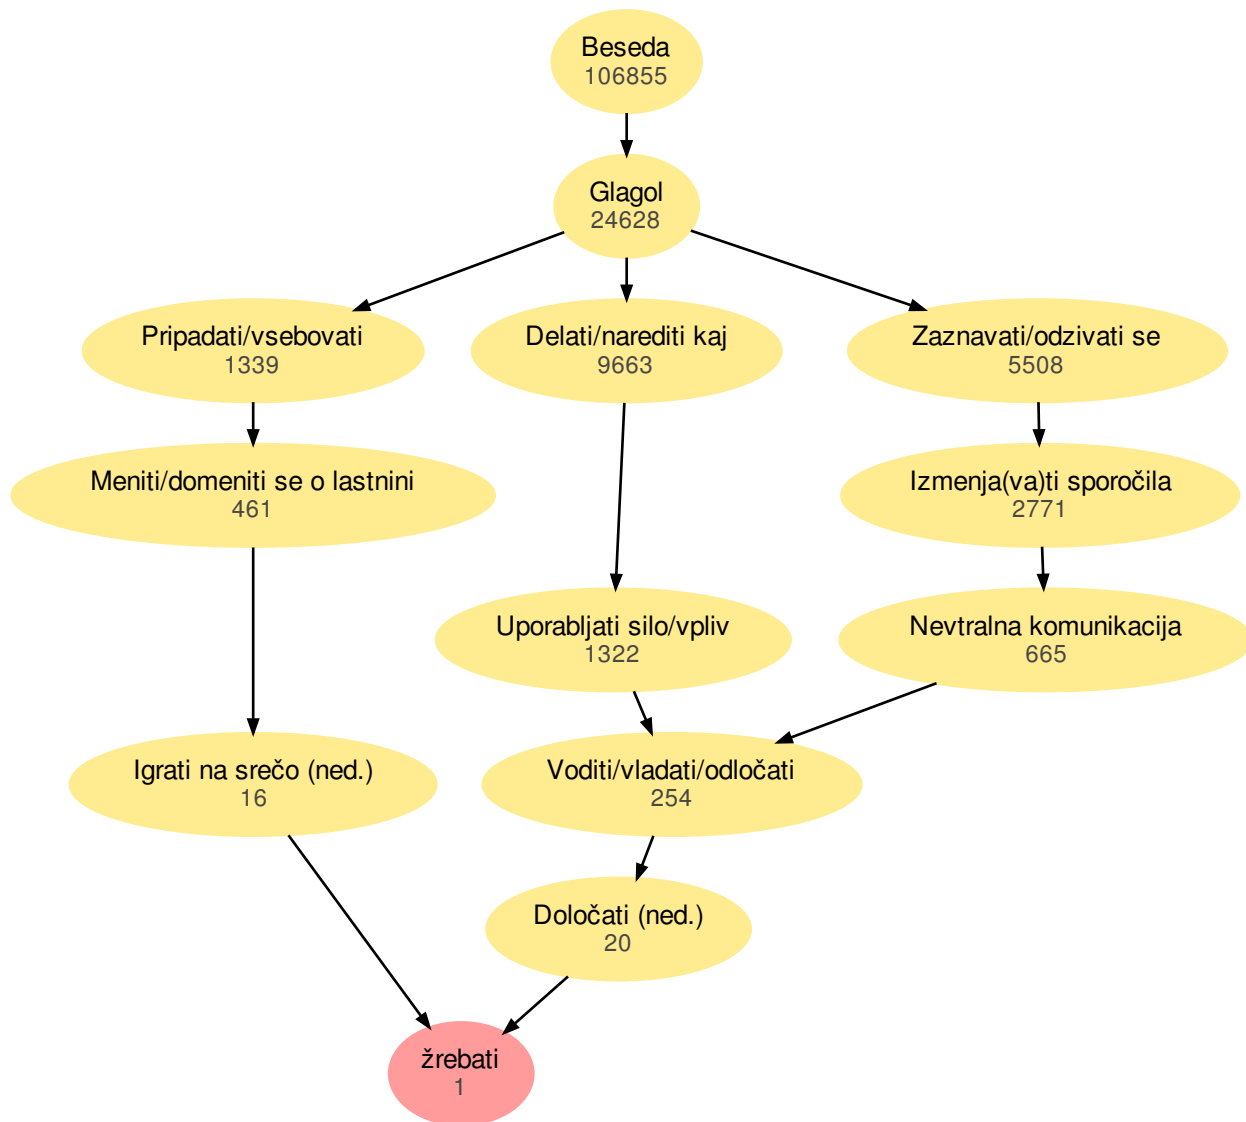 Beseda
106855
Glagol
24628
Pripadati/vsebovati
1339
Delati/narediti kaj
9663
Zaznavati/odzivati se
5508
Meniti/domeniti se o lastnini
461
Izmenja(va)ti sporočila
2771
Uporabljati silo/vpliv
1322
Nevtralna komunikacija
665
Igrati na srečo (ned.)
16
Voditi/vladati/odločati
254
Določati (ned.)
20
žrebati
1